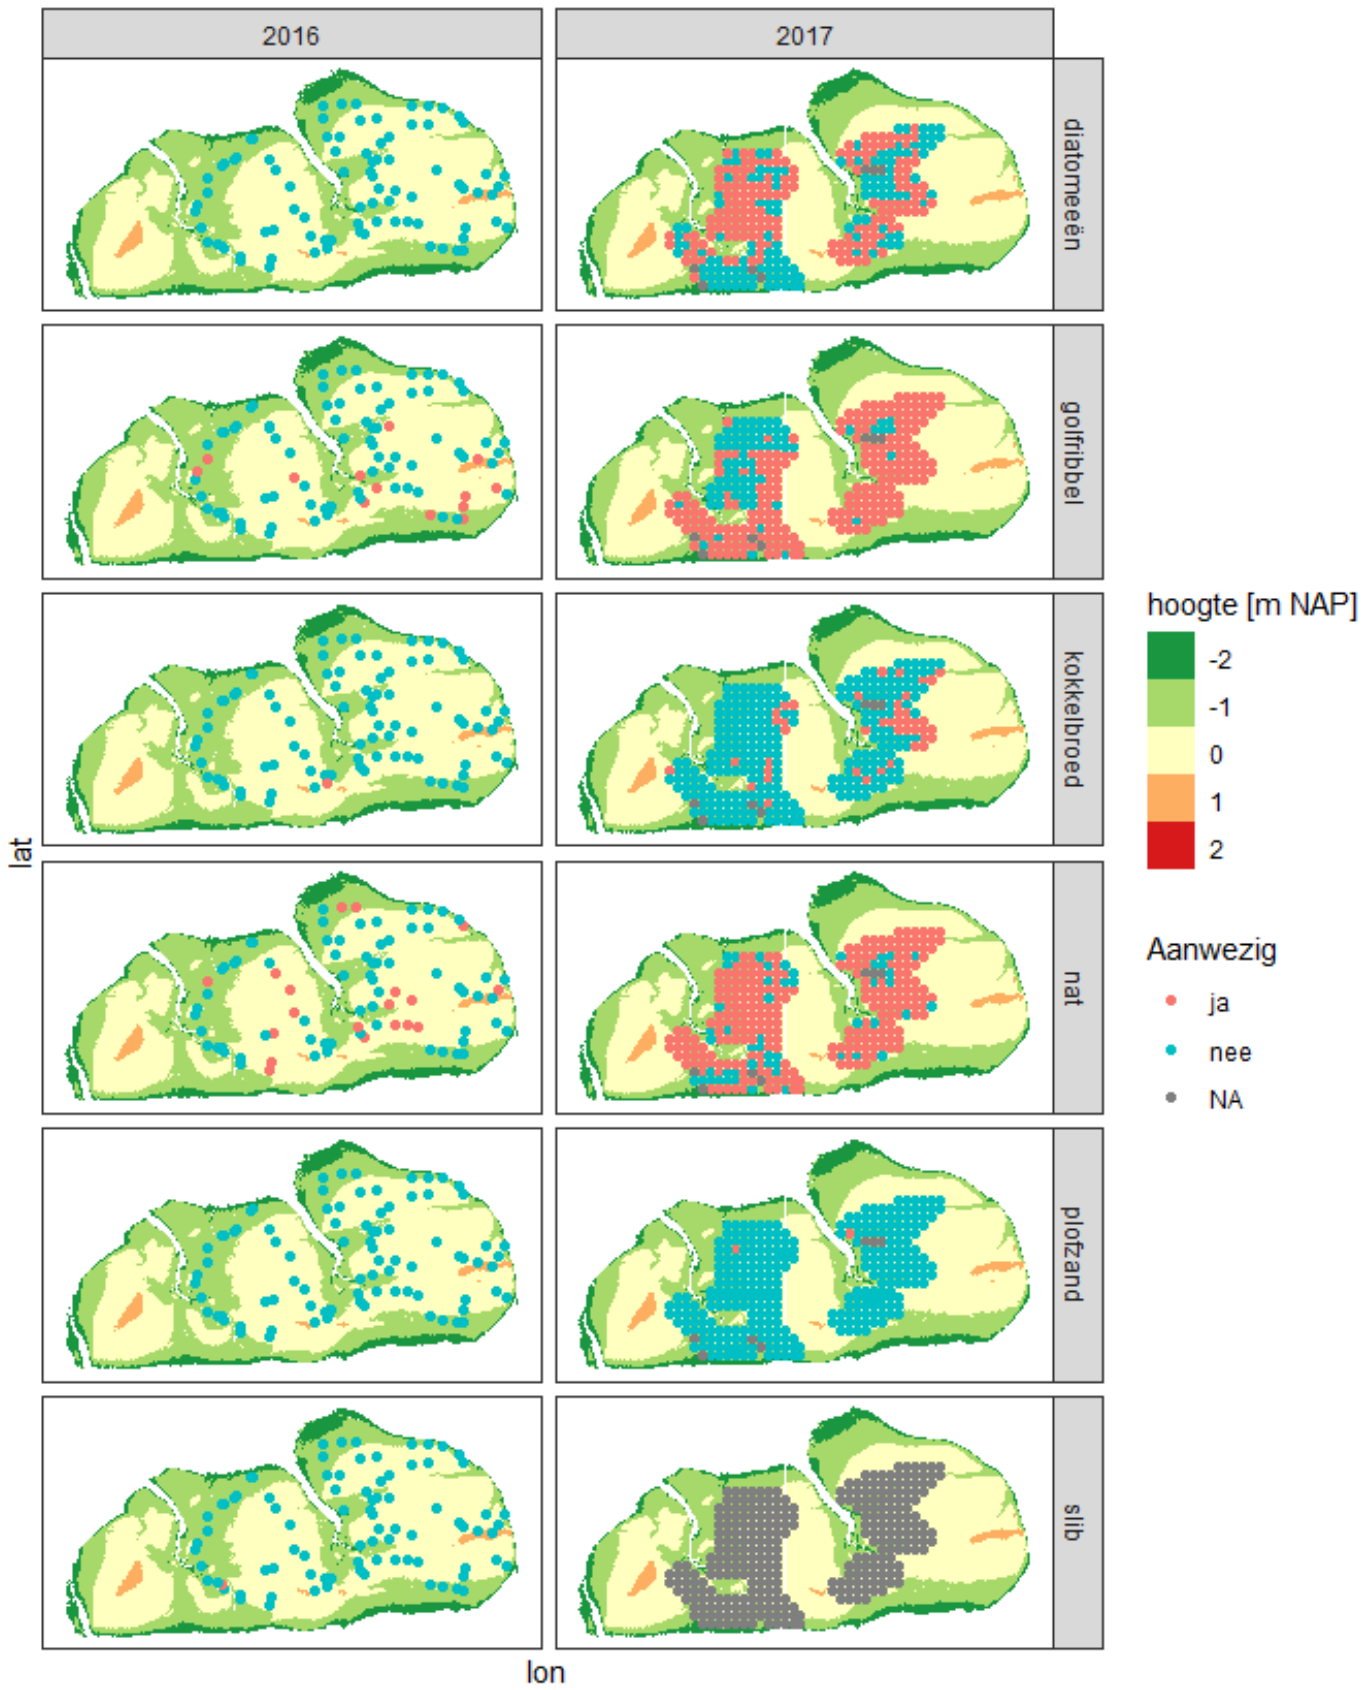 2016
2017
diatomeeën
golfribbel
kokkelbroed
nat
plofzand
slib
lat
lon
hoogte [m NAP]
-2
-1
0
1
2
Aanwezig
ja
nee
NA